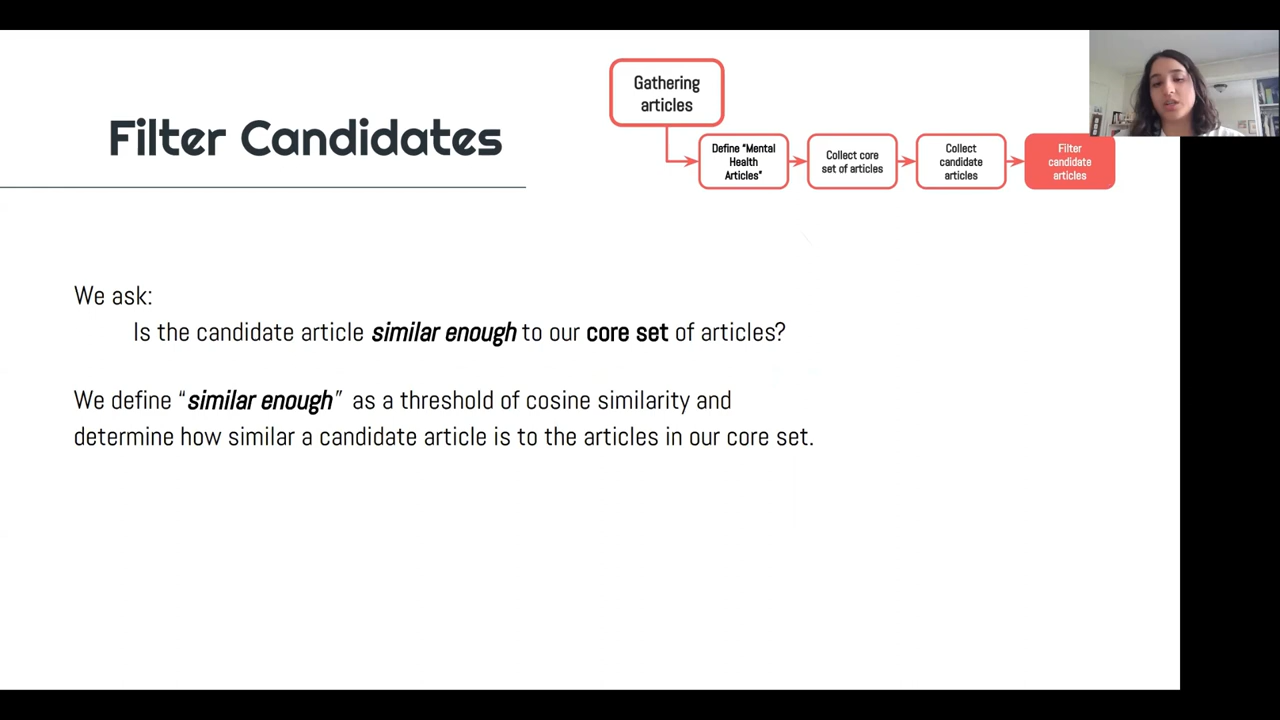 Filter Candidates
Gathering
articles
Define “Mental
Health
Articles”
Collect core
set of articles
Collect
candidate
articles
Filter
candidate
articles
We ask:
Is the candidate article similar enough to our core set of articles?
We define “similar enough” as a threshold of cosine similarity and
determine how similar a candidate article is to the articles in our core set.